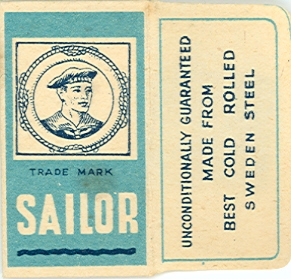 TRADE MARK
SAILOR
UNCONDITIONALLY GUARANTEED
MADE FROM
BEST COLD ROLLED
SWEDEN STEEL